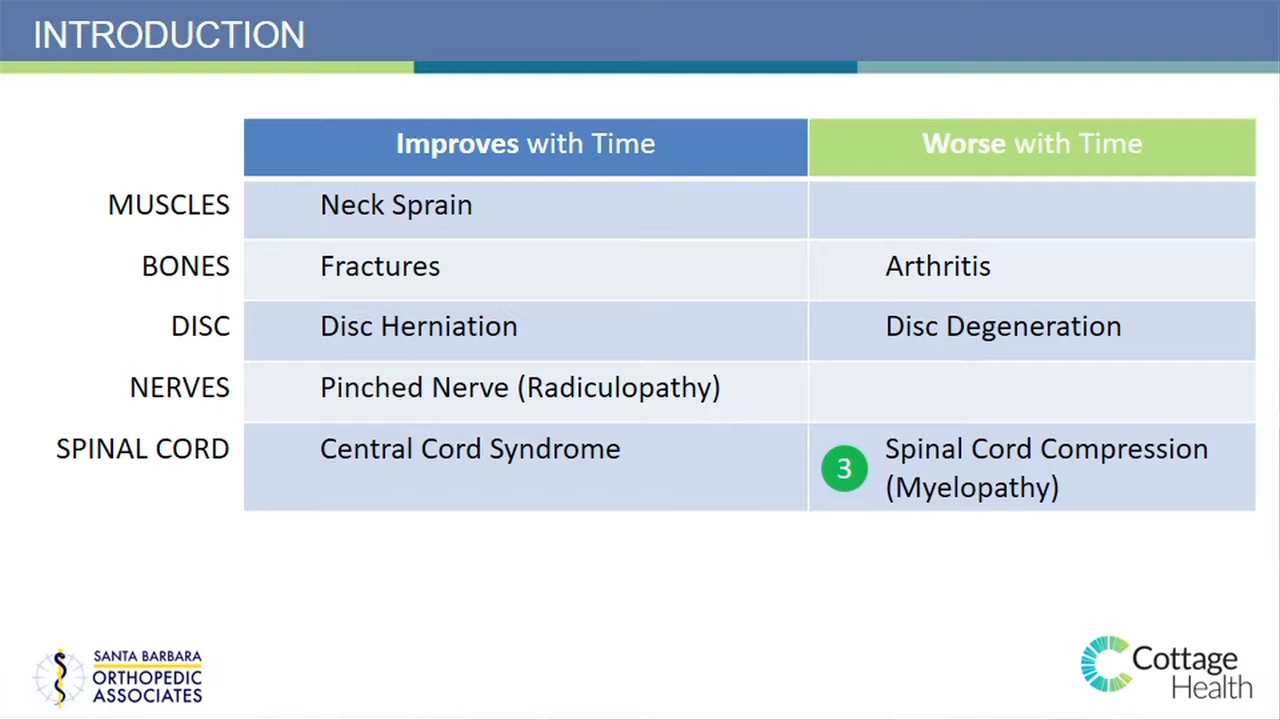 INTRODUCTION
Improves with Time Worse with Time
MUSCLES Neck Sprain
BONES Fractures Arthritis
DISC Disc Herniation Disc Degeneration
NERVES Pinched Nerve (Radiculopathy)
SPINAL CORD Central Cord Syndrome 3 Spinal Cord Compression
(Myelopathy)
SANTA BARBARA
ORTHOPEDIC
ASSOCIATES
Cottage
Health